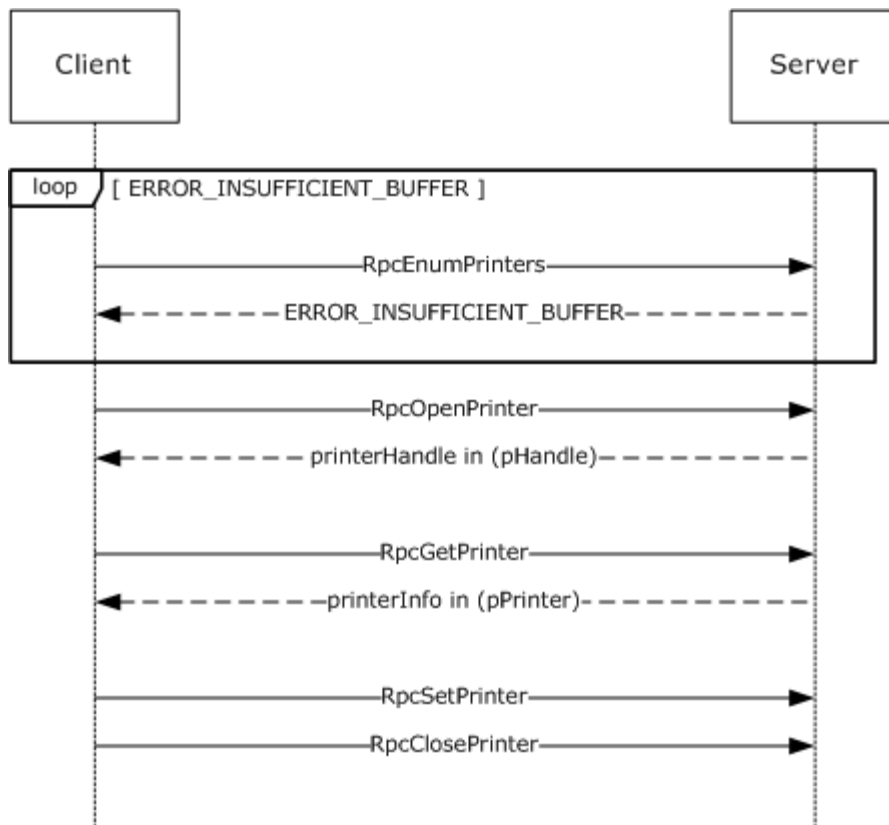 Client
Server
loop
[ ERROR_INSUFFICIENT_BUFFER ]
RpcEnumPrinters
ERROR_INSUFFICIENT_BUFFER
RpcOpenPrinter
printerHandle in (pHandle)
RpcGetPrinter
printerInfo in (pPrinter)
RpcSetPrinter
RpcClosePrinter